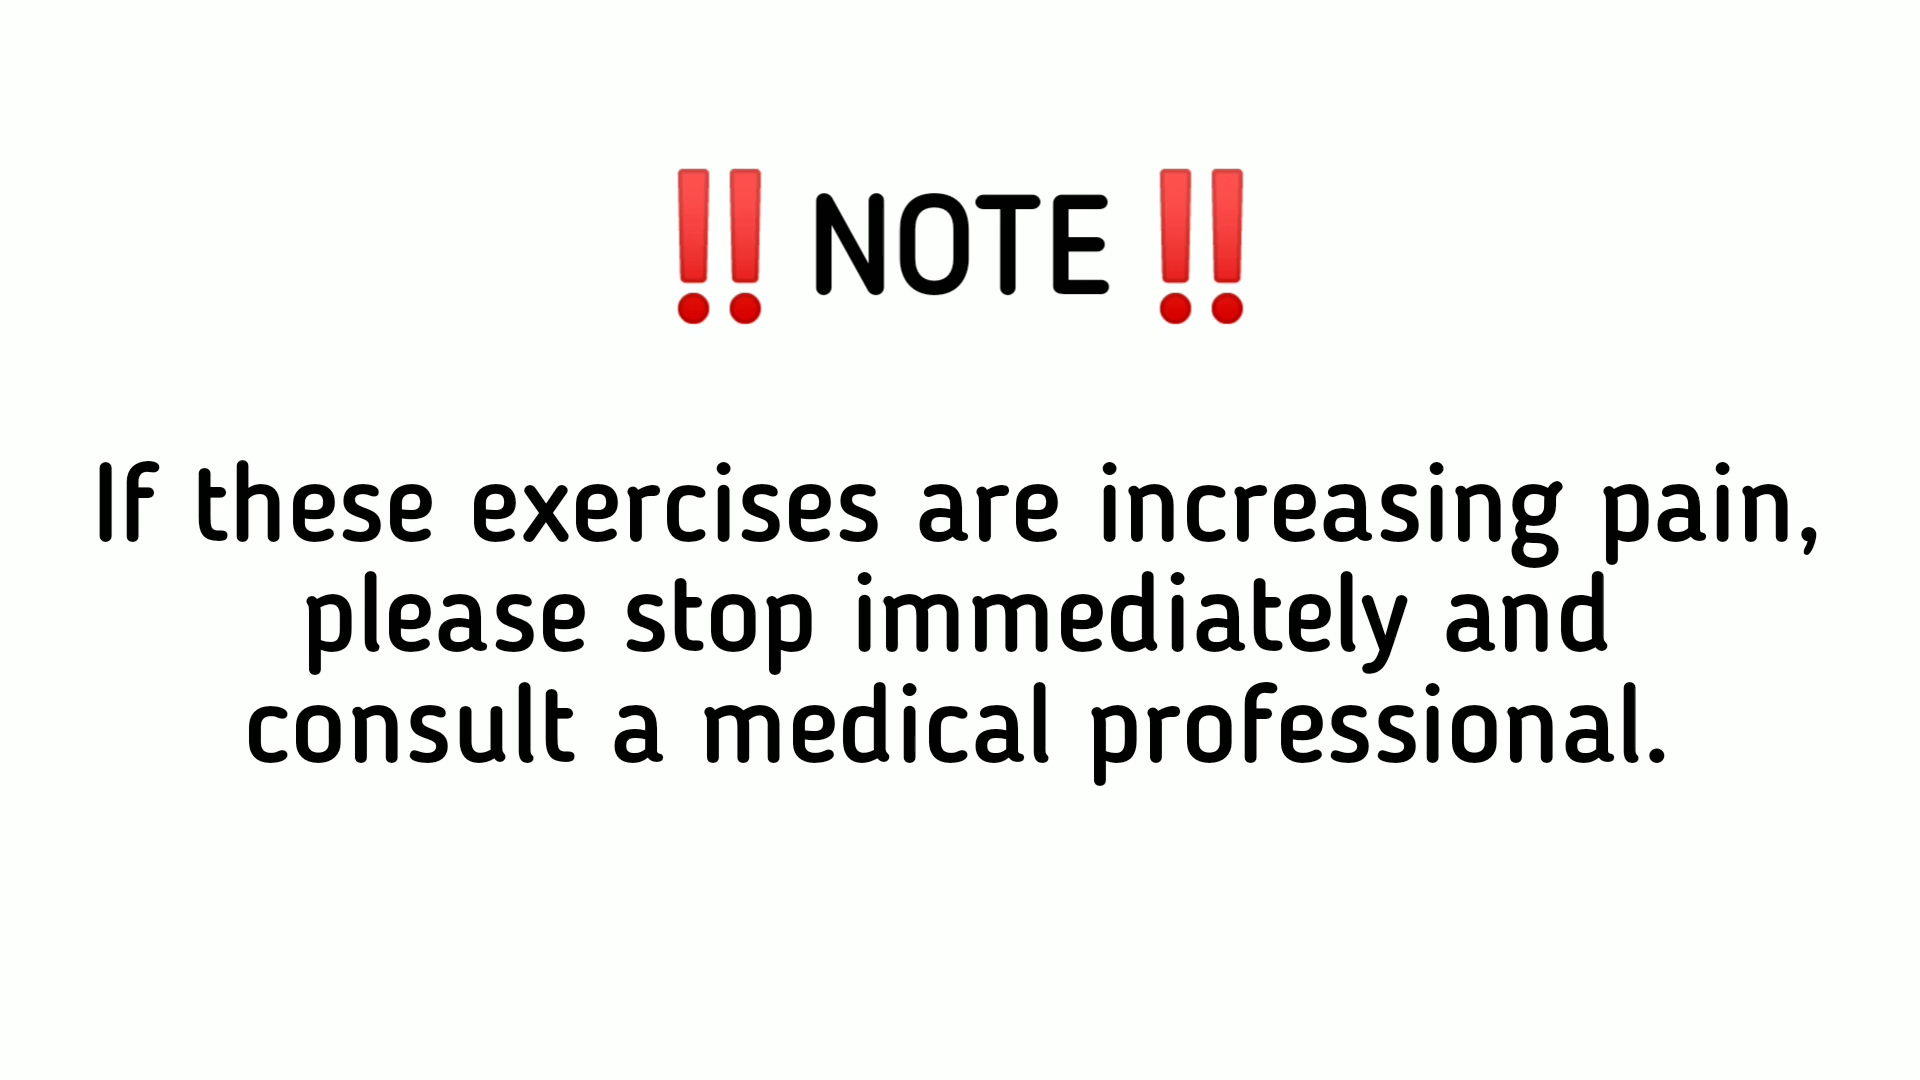 ‼️ NOTE ‼️
If these exercises are increasing pain,
please stop immediately and
consult a medical professional.